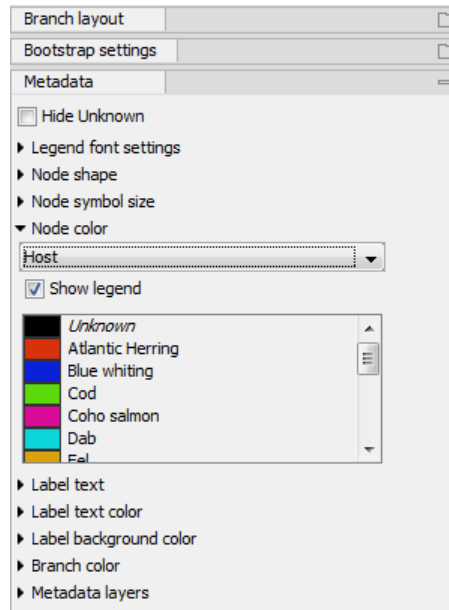 Branch layout
Bootstrap settings
Metadata
Hide Unknown
Legend font settings
Node shape
Node symbol size
Node color
Host
Show legend
Unknown
Atlantic Herring
Blue whiting
Cod
Coho salmon
Dab
Eel
Label text
Label text color
Label background color
Branch color
Metadata layers